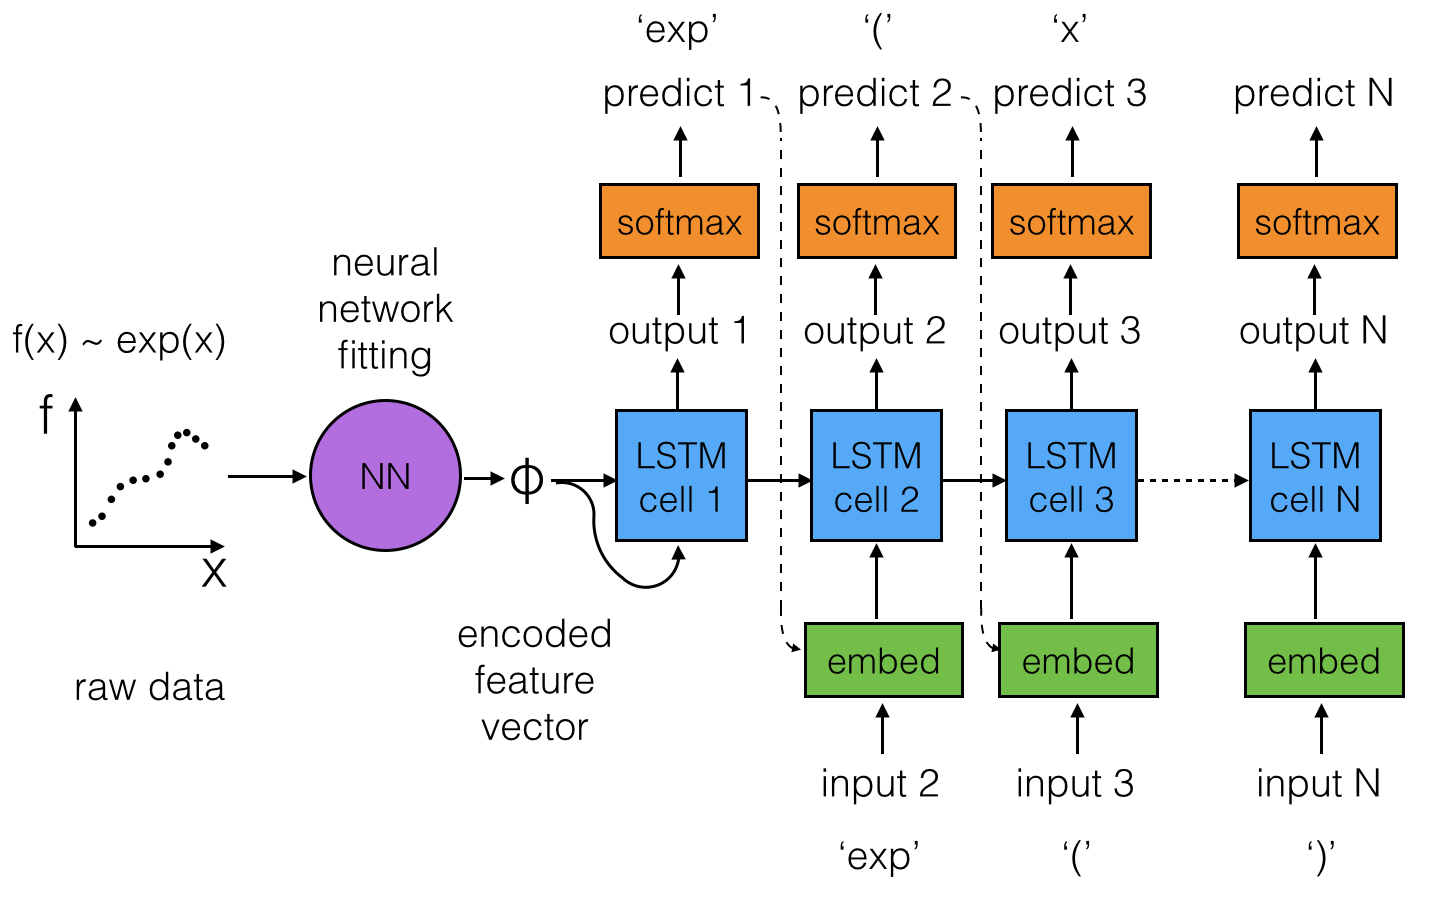 ‘exp’
‘(’
‘x’
predict 1
predict 2
predict 3
predict N
softmax
softmax
softmax
softmax
neural
network
fitting
f(x) ~ exp(x)
output 1
output 2
output 3
output N
f
NN
ϕ
LSTM
cell 1
LSTM
cell 2
LSTM
cell 3
LSTM
cell N
X
encoded
feature
vector
raw data
embed
embed
embed
input 2
input 3
input N
‘exp’
‘(’
‘)’